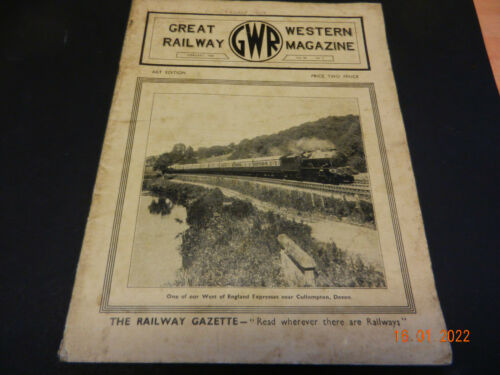 GREAT WESTERN
GWR
RAILWAY MAGAZINE
ART EDITION
PRICE TWO PENCE
One of our West of England Expresses near Cullompton, Devon.
THE RAILWAY GAZETTE — "Read wherever there are Railways"
18.01.2022